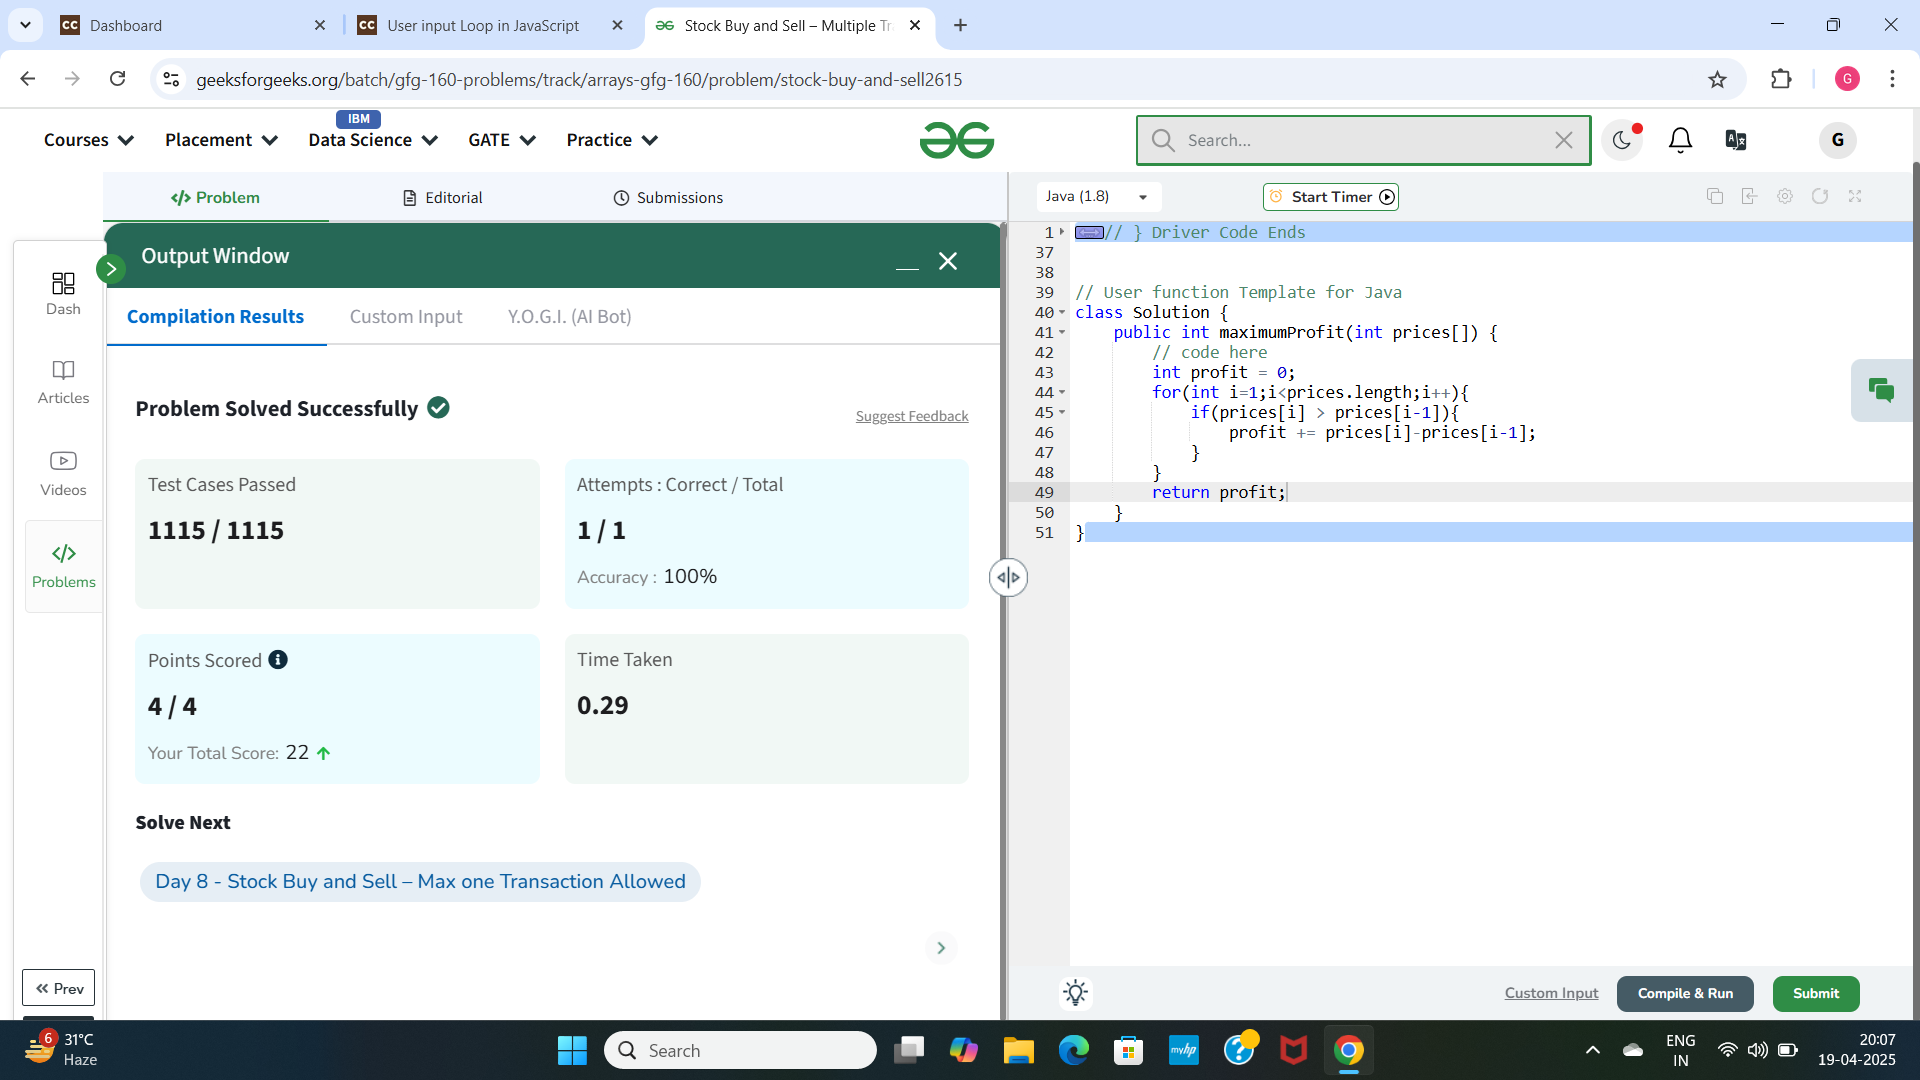 CC Dashboard
CC User input Loop in JavaScript
Stock Buy and Sell – Multiple Tr
geeksforgeeks.org/batch/gfg-160-problems/track/arrays-gfg-160/problem/stock-buy-and-sell2615
G
IBM
Courses Placement Data Science GATE Practice
Search...
G
Problem Editorial Submissions
Java (1.8) Start Timer
Output Window
Dash
Articles
Videos
Problems
Prev
Compilation Results Custom Input Y.O.G.I. (AI Bot)
Problem Solved Successfully
Suggest Feedback
Test Cases Passed
1115 / 1115
Attempts : Correct / Total
1 / 1
Accuracy : 100%
Points Scored
4 / 4
Your Total Score: 22
Time Taken
0.29
Solve Next
Day 8 - Stock Buy and Sell – Max one Transaction Allowed
1 // } Driver Code Ends
37
38
39 // User function Template for Java
40 class Solution {
41 public int maximumProfit(int prices[]) {
42 // code here
43 int profit = 0;
44 for(int i=1;i<prices.length;i++){
45 if(prices[i] > prices[i-1]){
46 profit += prices[i]-prices[i-1];
47 }
48 }
49 return profit;
50 }
51 }
Custom Input Compile & Run Submit
6
31°C
Haze
Search
myhp
ENG
IN
20:07
19-04-2025